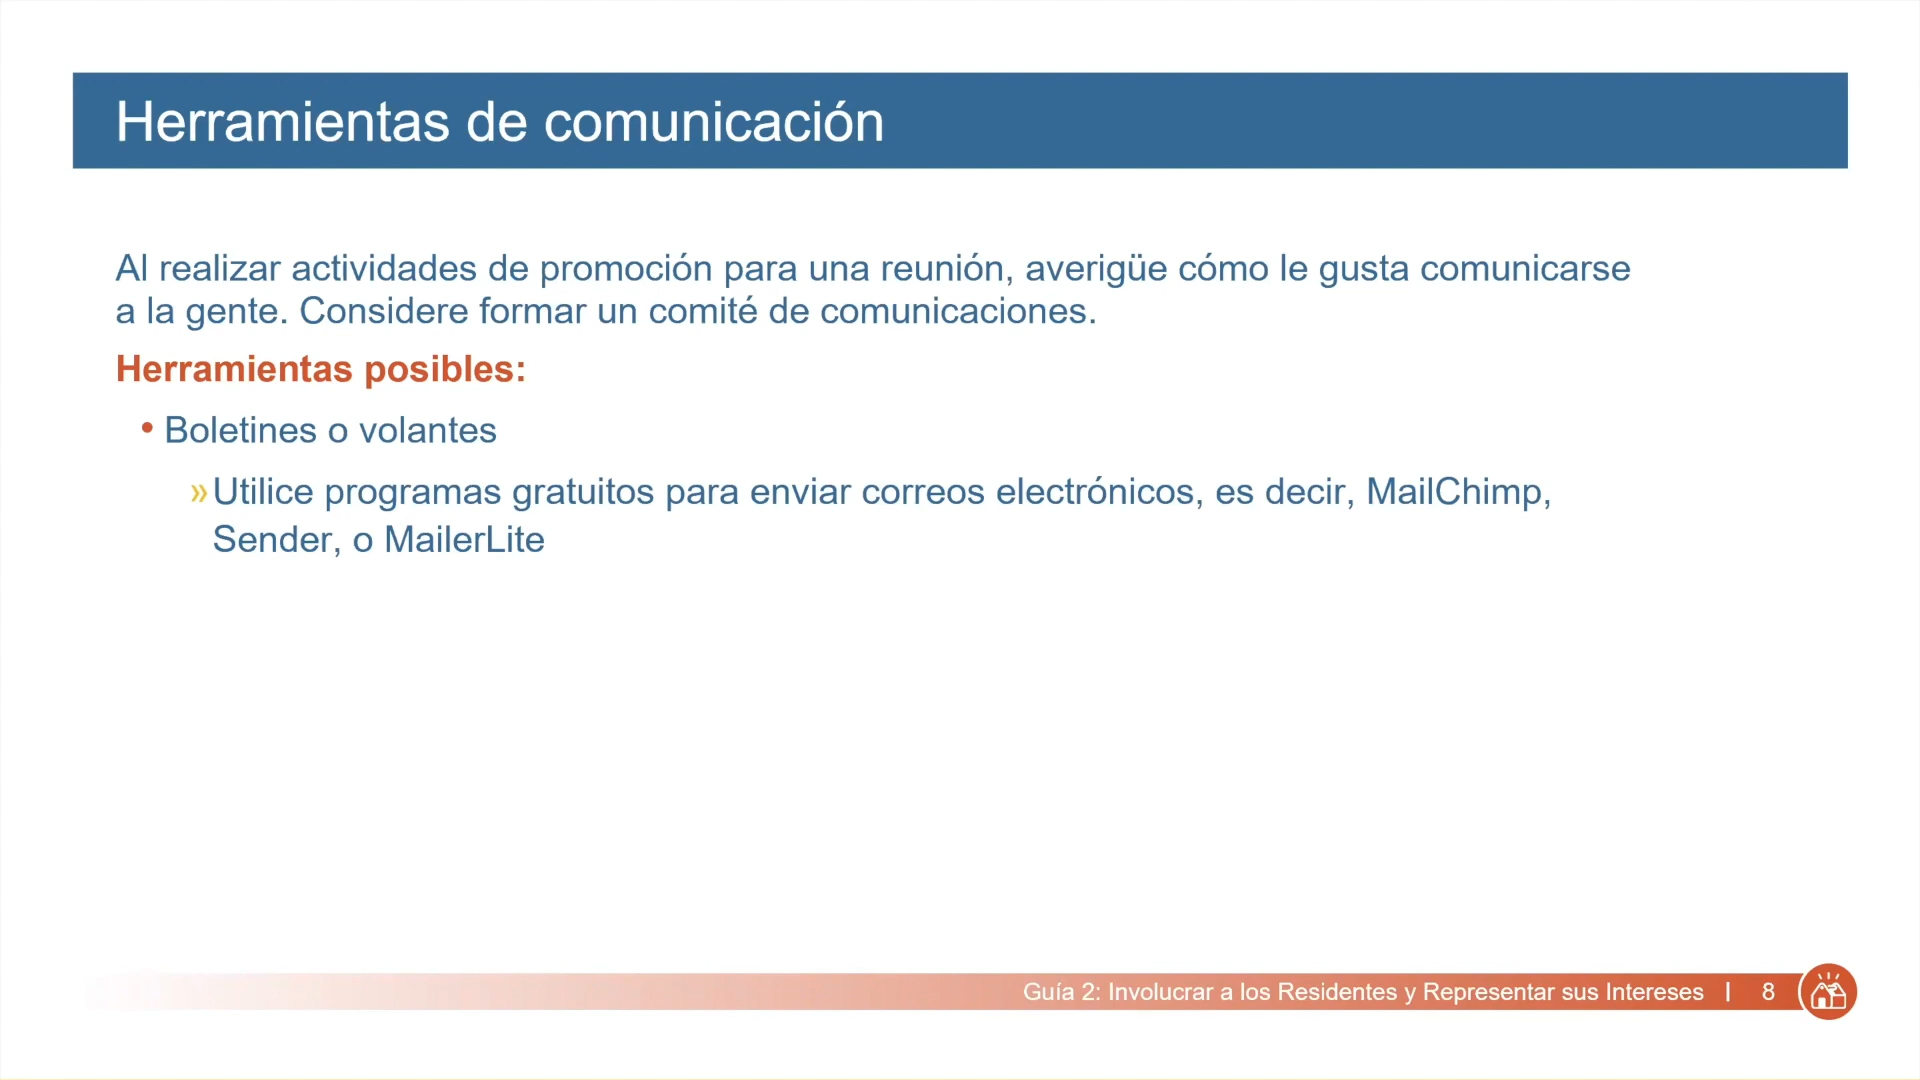 Herramientas de comunicación
Al realizar actividades de promoción para una reunión, averigüe cómo le gusta comunicarse
a la gente. Considere formar un comité de comunicaciones.
Herramientas posibles:
• Boletines o volantes
» Utilice programas gratuitos para enviar correos electrónicos, es decir, MailChimp,
Sender, o MailerLite
Guía 2: Involucrar a los Residentes y Representar sus Intereses | 8